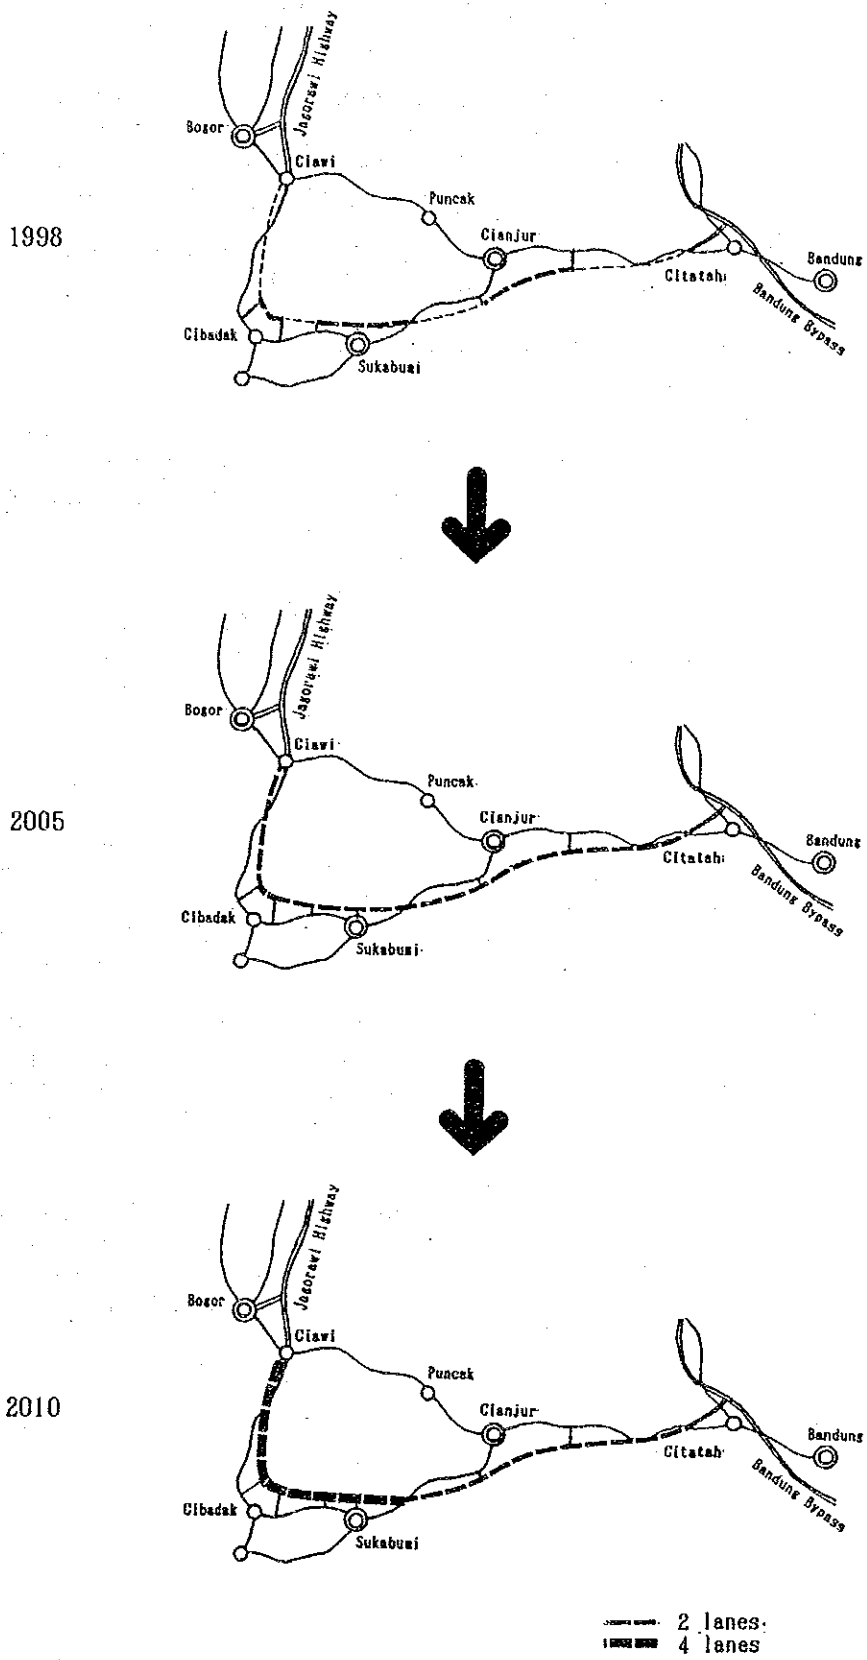 1998
Jagorawi Highway
Bogor
Ciawi
Puncak
Cianjur
Citatah
Bandung
Bandung Bypass
Cibadak
Sukabumi
2005
Jagorawi Highway
Bogor
Ciawi
Puncak
Cianjur
Citatah
Bandung
Bandung Bypass
Cibadak
Sukabumi
2010
Jagorawi Highway
Bogor
Ciawi
Puncak
Cianjur
Citatah
Bandung
Bandung Bypass
Cibadak
Sukabumi
2 lanes
4 lanes